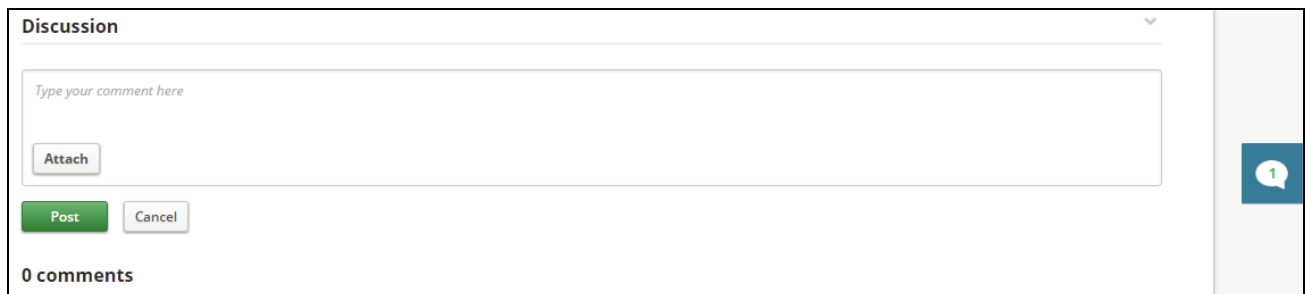 Discussion
Type your comment here
Attach
1
Post Cancel
0 comments